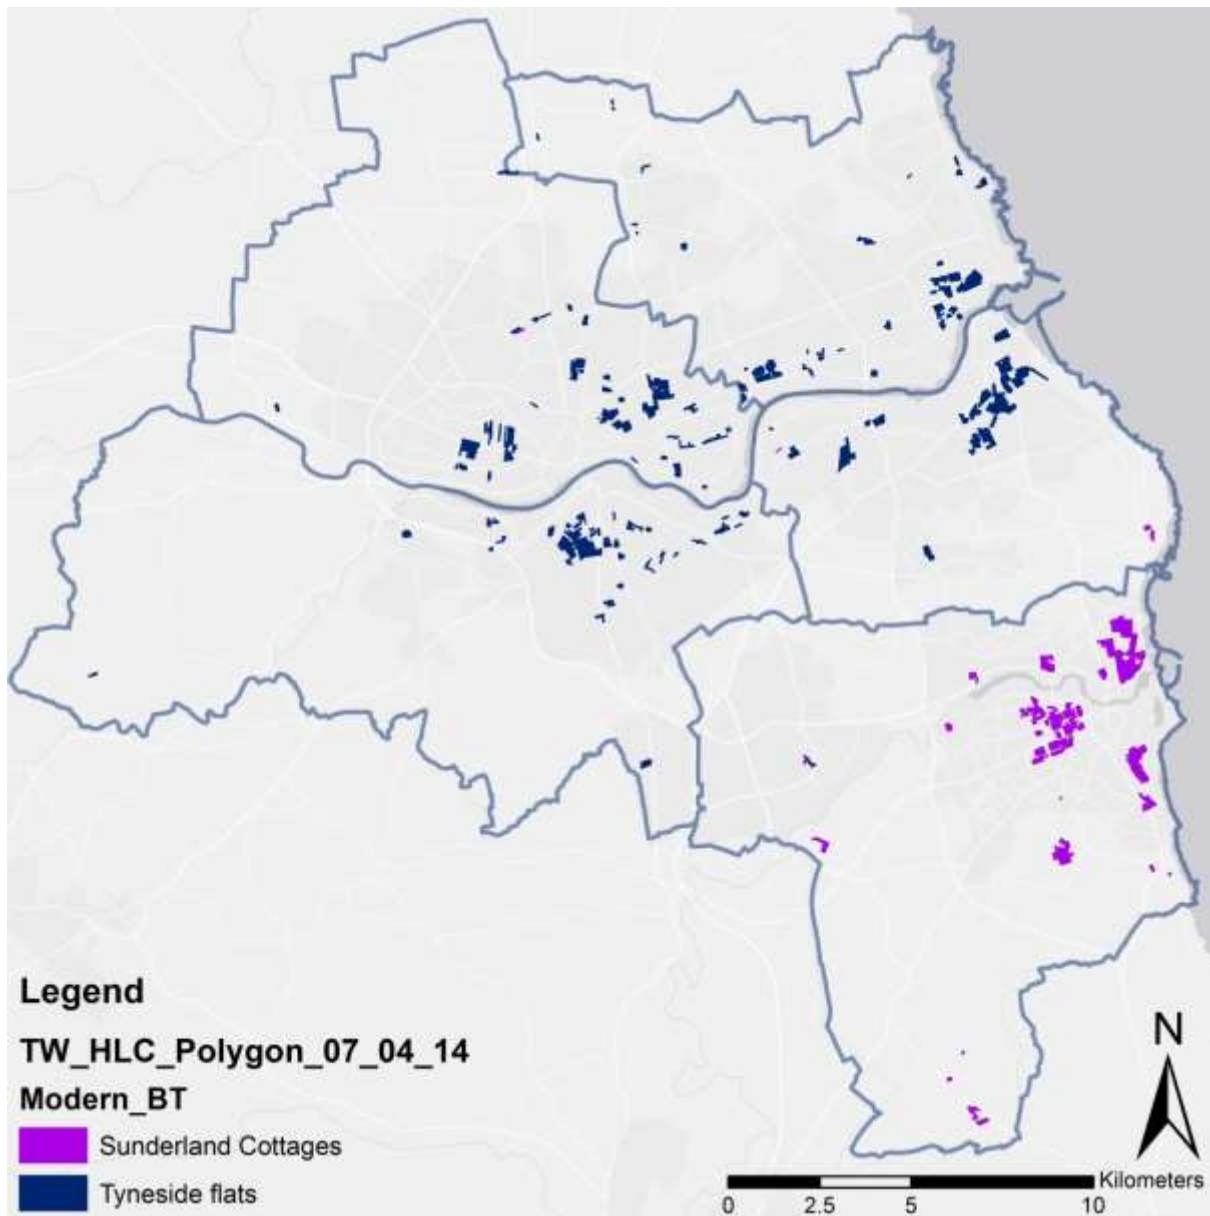 Legend
TW_HLC_Polygon_07_04_14
Modern_BT
Sunderland Cottages
Tyneside flats
N
Kilometers
0 2.5 5 10